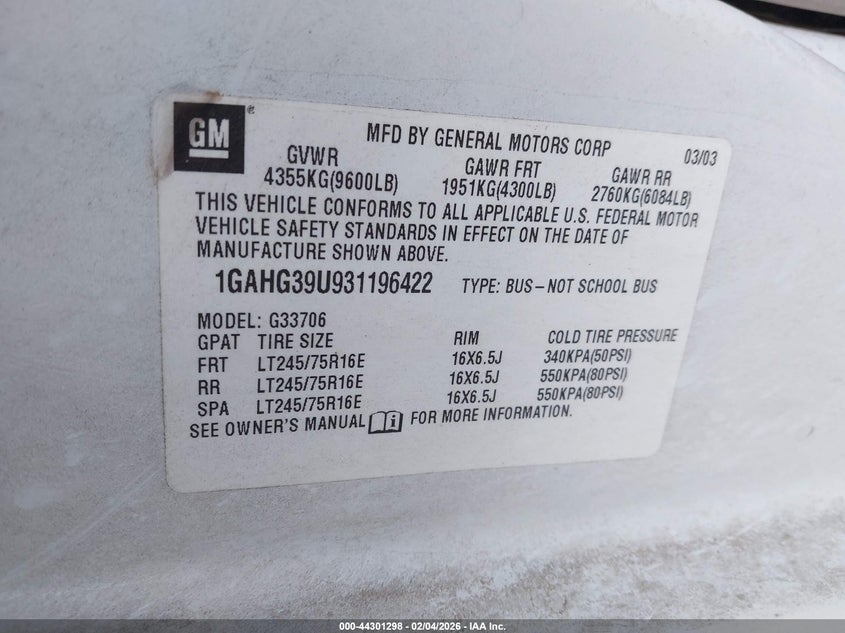 GM®
MFD BY GENERAL MOTORS CORP 03/03
GVWR GAWR FRT GAWR RR
4355KG(9600LB) 1951KG(4300LB) 2760KG(6084LB)
THIS VEHICLE CONFORMS TO ALL APPLICABLE U.S. FEDERAL MOTOR
VEHICLE SAFETY STANDARDS IN EFFECT ON THE DATE OF
MANUFACTURE SHOWN ABOVE.
1GAHG39U931196422 TYPE: BUS–NOT SCHOOL BUS
MODEL: G33706
GPAT TIRE SIZE RIM COLD TIRE PRESSURE
FRT LT245/75R16E 16X6.5J 340KPA(50PSI)
RR LT245/75R16E 16X6.5J 550KPA(80PSI)
SPA LT245/75R16E 16X6.5J 550KPA(80PSI)
SEE OWNER'S MANUAL i FOR MORE INFORMATION.
000-44301298 - 02/04/2026 - IAA Inc.